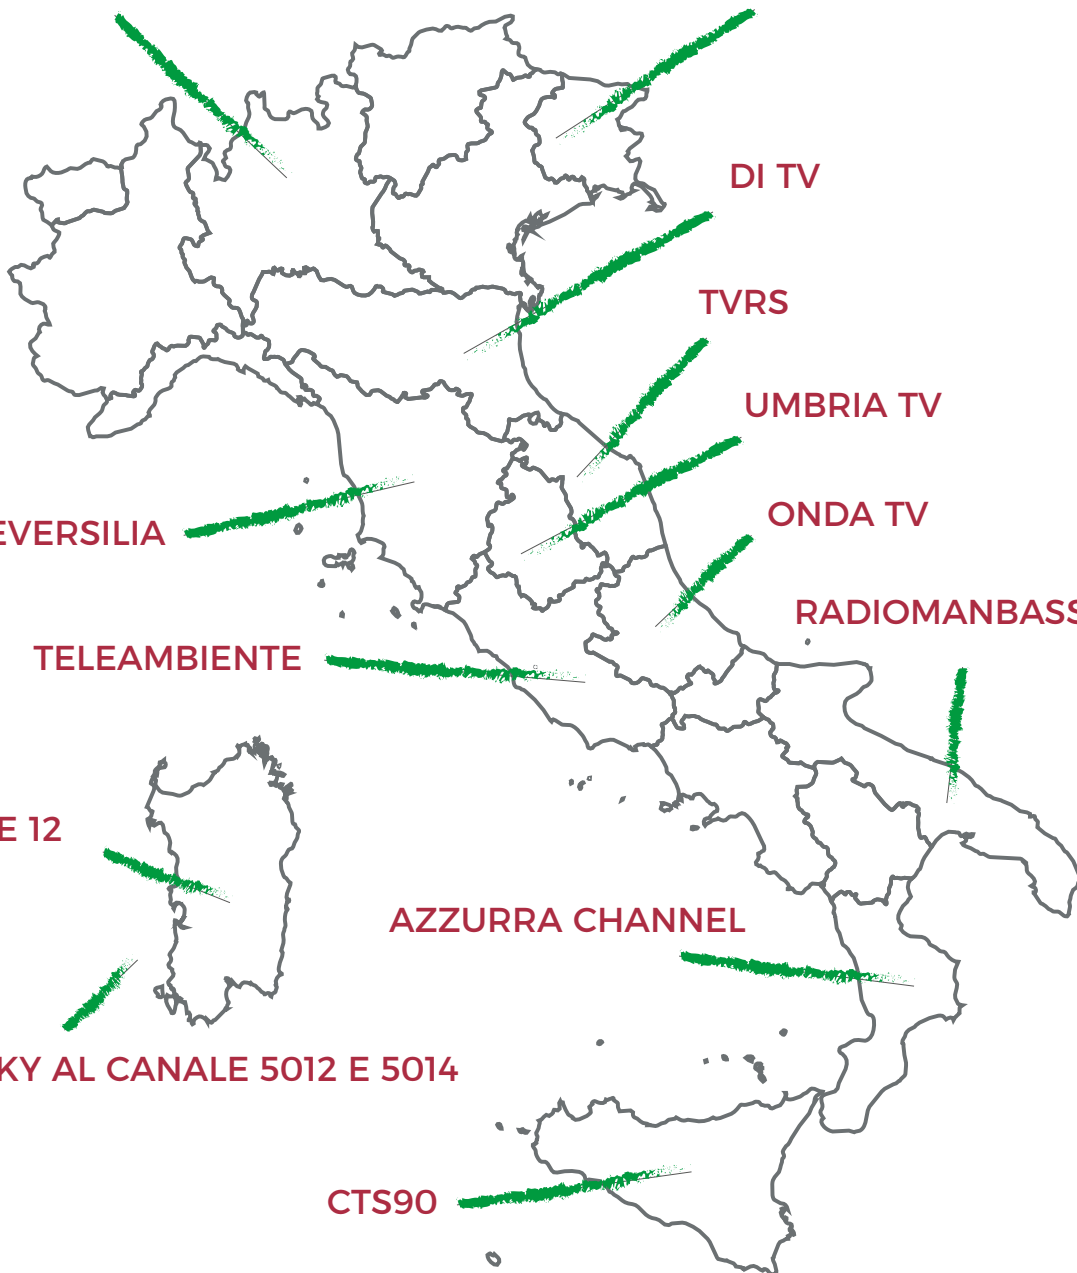 DI TV
TVRS
UMBRIA TV
ONDA TV
EVERSILIA
RADIOMANBASS
TELEAMBIENTE
E 12
AZZURRA CHANNEL
KY AL CANALE 5012 E 5014
CTS90